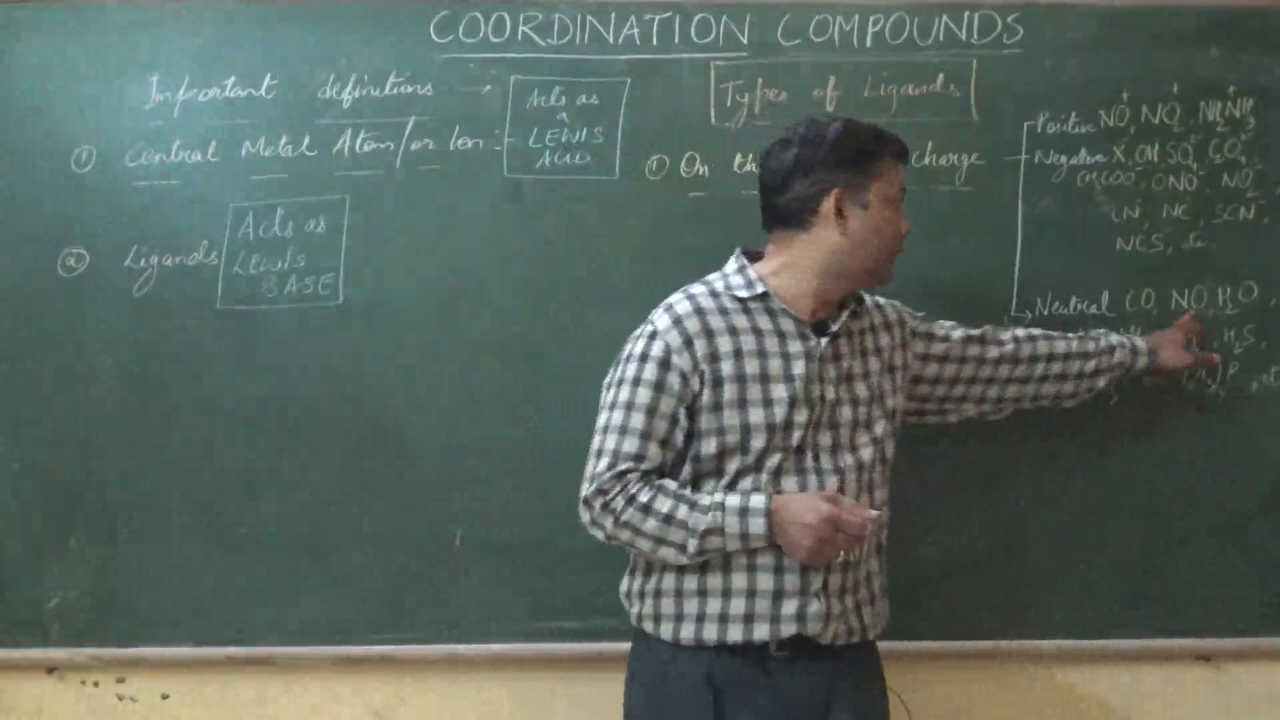 COORDINATION COMPOUNDS
Important definitions →
Acts as
a
LEWIS
ACID
① Central Metal Atom/or Ion :-
② Ligands
Acts as
LEWIS
BASE
Types of Ligands
① On charge
Positive NO⁺, NO₂⁺, NH₂NH₃⁺
Negative X⁻, OH⁻
CH₃COO⁻, ONO⁻, NO₂⁻
CN⁻, NC⁻, SCN⁻,
NCS⁻, etc.
Neutral CO, NO, H₂O,
H₂S,
P, et